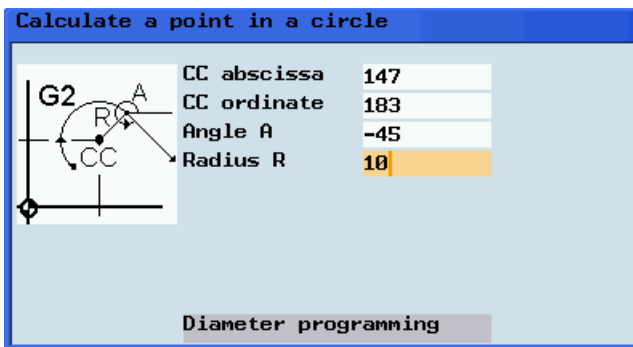 Calculate a point in a circle
G2
A
R
CC
CC abscissa 147
CC ordinate 183
Angle A -45
Radius R 10
Diameter programming